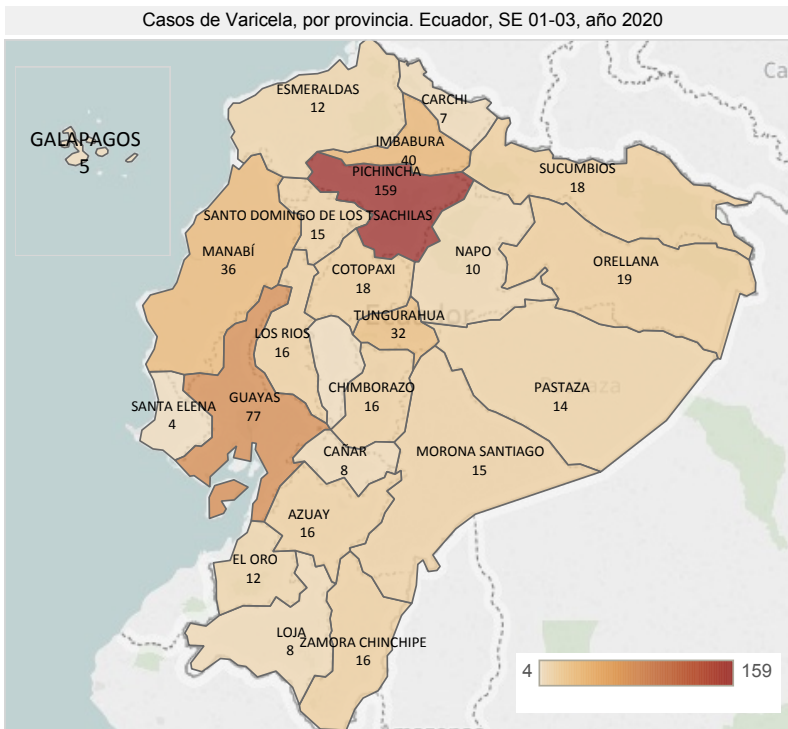 Casos de Varicela, por provincia. Ecuador, SE 01-03, año 2020
ESMERALDAS
12
CARCHI
7
GALAPAGOS
5
IMBABURA
40
PICHINCHA
159
SUCUMBIOS
18
SANTO DOMINGO DE LOS TSACHILAS
15
MANABÍ
36
COTOPAXI
18
NAPO
10
ORELLANA
19
Ecuador
TUNGURAHUA
32
LOS RIOS
16
SANTA ELENA
4
GUAYAS
77
CHIMBORAZO
16
PASTAZA
14
CAÑAR
8
MORONA SANTIAGO
15
AZUAY
16
EL ORO
12
LOJA
8
ZAMORA CHINCHIPE
16
4
159